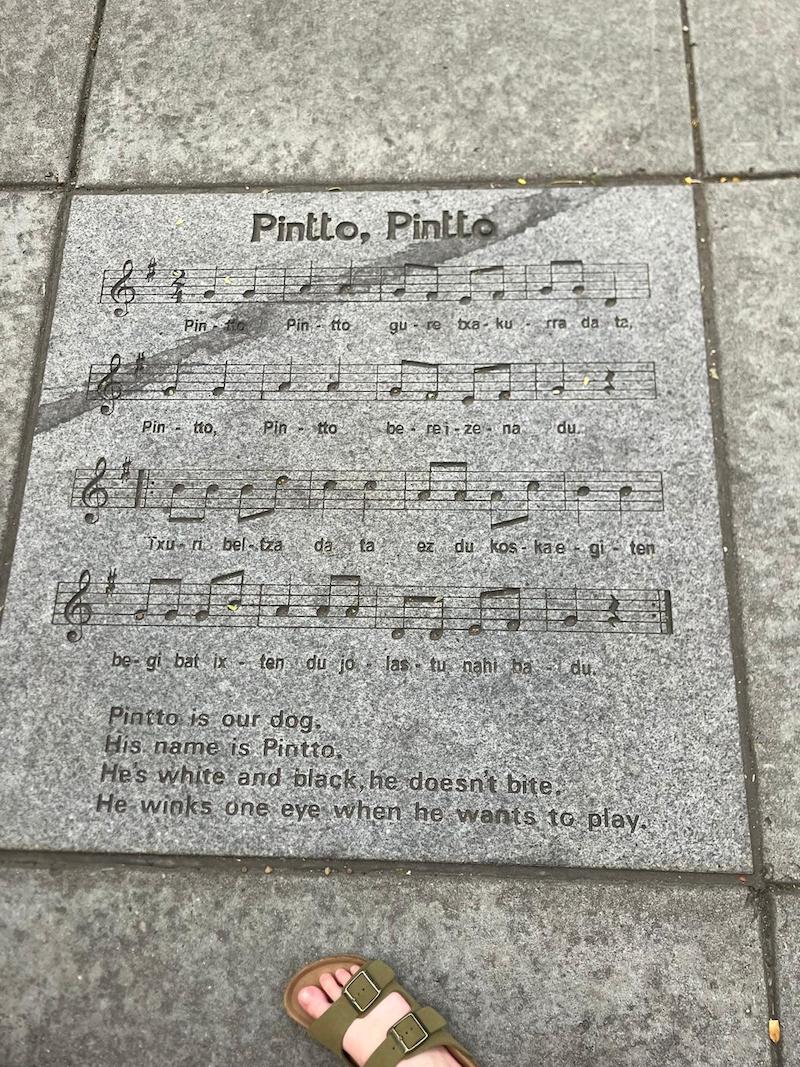 Pintto, Pintto
2 4
Pin - tto Pin - tto gu - re txa - ku - rra da ta,
Pin - tto, Pin - tto be - re i - ze - na du.
Txu - ri bel - tza da ta ez du kos - ka e - gi - ten
be - gi bat ix - ten du jo - las - tu nahi ba - du.
Pintto is our dog.
His name is Pintto.
He's white and black, he doesn't bite.
He winks one eye when he wants to play.